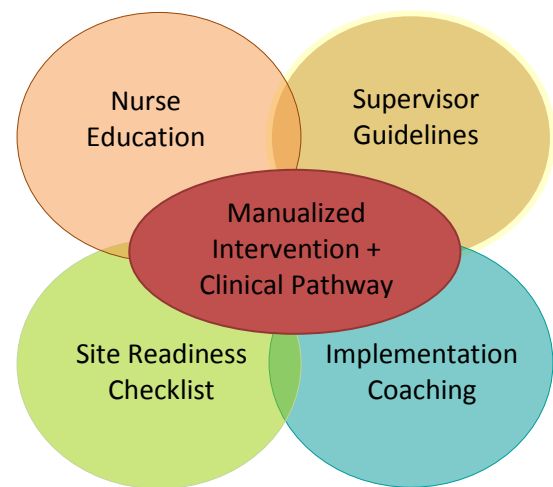 Nurse
Education
Supervisor
Guidelines
Manualized
Intervention +
Clinical Pathway
Site Readiness
Checklist
Implementation
Coaching